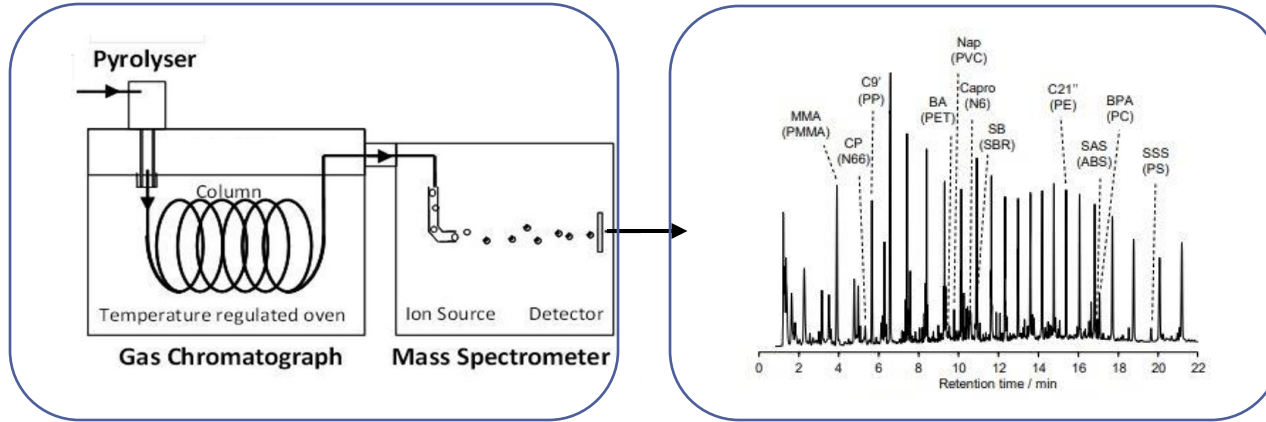 Pyrolyser
Column
Temperature regulated oven
Ion Source
Detector
Gas Chromatograph
Mass Spectrometer
Nap
(PVC)
C9'
(PP)
BA
(PET)
Capro
(N6)
C21''
(PE)
BPA
(PC)
MMA
(PMMA)
CP
(N66)
SB
(SBR)
SAS
(ABS)
SSS
(PS)
0 2 4 6 8 10 12 14 16 18 20 22
Retention time / min